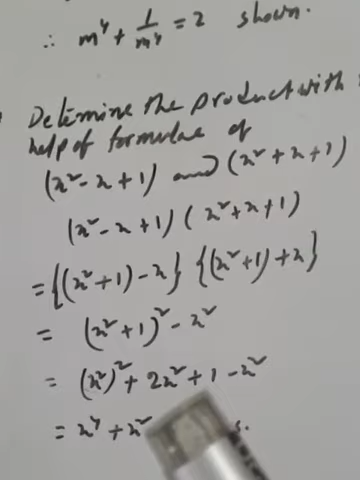 ∴ m⁴ + 1/m⁴ = 2 shown.
Detemine the product with
help of formulae of
(x² - x + 1) and (x² + x + 1)
(x² - x + 1) (x² + x + 1)
= {(x² + 1) - x} {(x² + 1) + x}
= (x² + 1)² - x²
= (x²)² + 2x² + 1 - x²
= x⁴ + x²